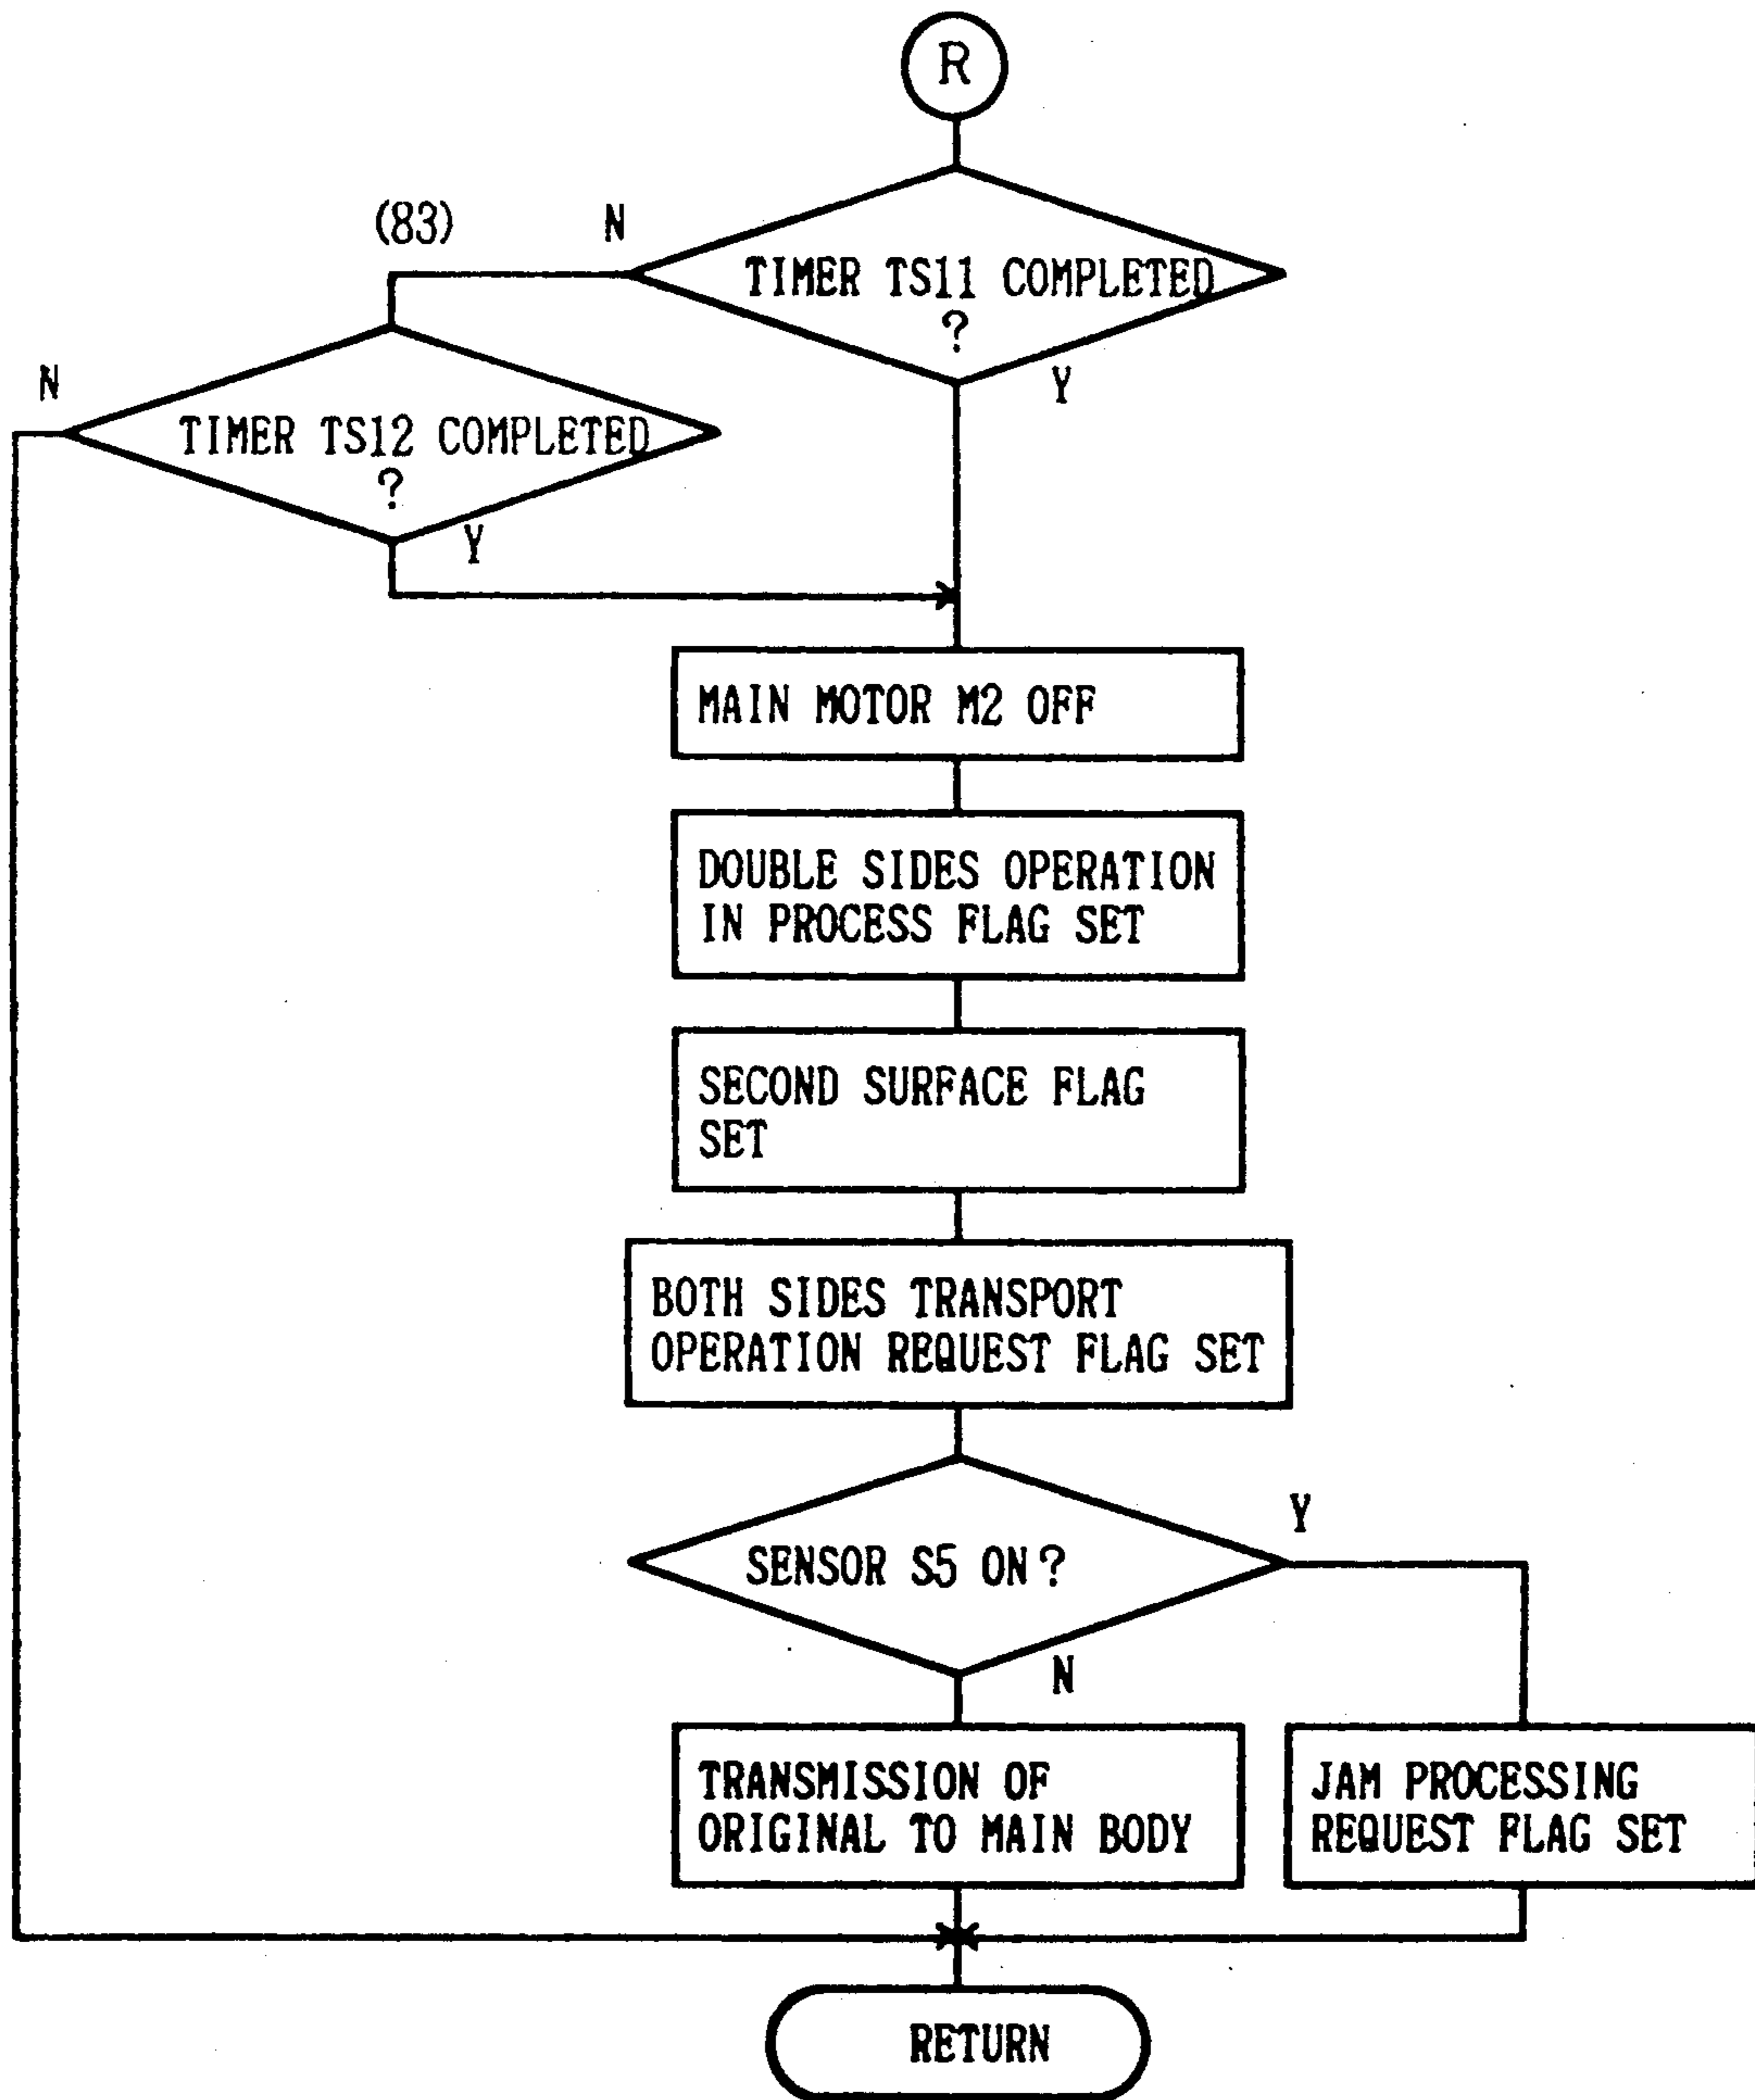 R
(83)
N
TIMER TS11 COMPLETED
?
Y
N
TIMER TS12 COMPLETED
?
Y
MAIN MOTOR M2 OFF
DOUBLE SIDES OPERATION
IN PROCESS FLAG SET
SECOND SURFACE FLAG
SET
BOTH SIDES TRANSPORT
OPERATION REQUEST FLAG SET
SENSOR S5 ON?
Y
N
TRANSMISSION OF
ORIGINAL TO MAIN BODY
JAM PROCESSING
REQUEST FLAG SET
RETURN